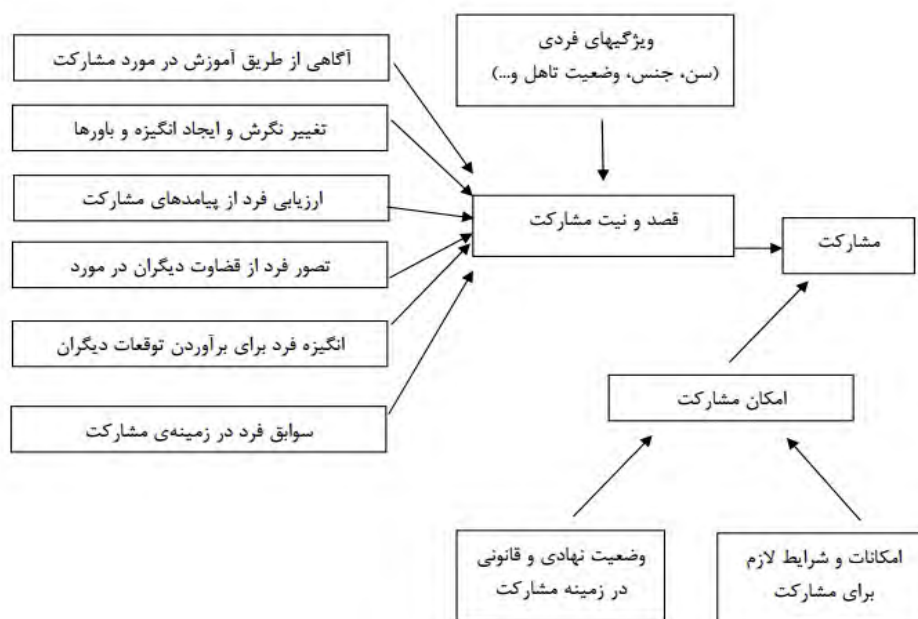 آگاهی از طریق آموزش در مورد مشارکت
ویژگیهای فردی
(سن، جنس، وضعیت تاهل و...)
تغییر نگرش و ایجاد انگیزه و باورها
ارزیابی فرد از پیامدهای مشارکت
قصد و نیت مشارکت
مشارکت
تصور فرد از قضاوت دیگران در مورد
انگیزه فرد برای برآوردن توقعات دیگران
امکان مشارکت
سوابق فرد در زمینه‌ی مشارکت
امکانات و شرایط لازم
برای مشارکت
وضعیت نهادی و قانونی
در زمینه مشارکت